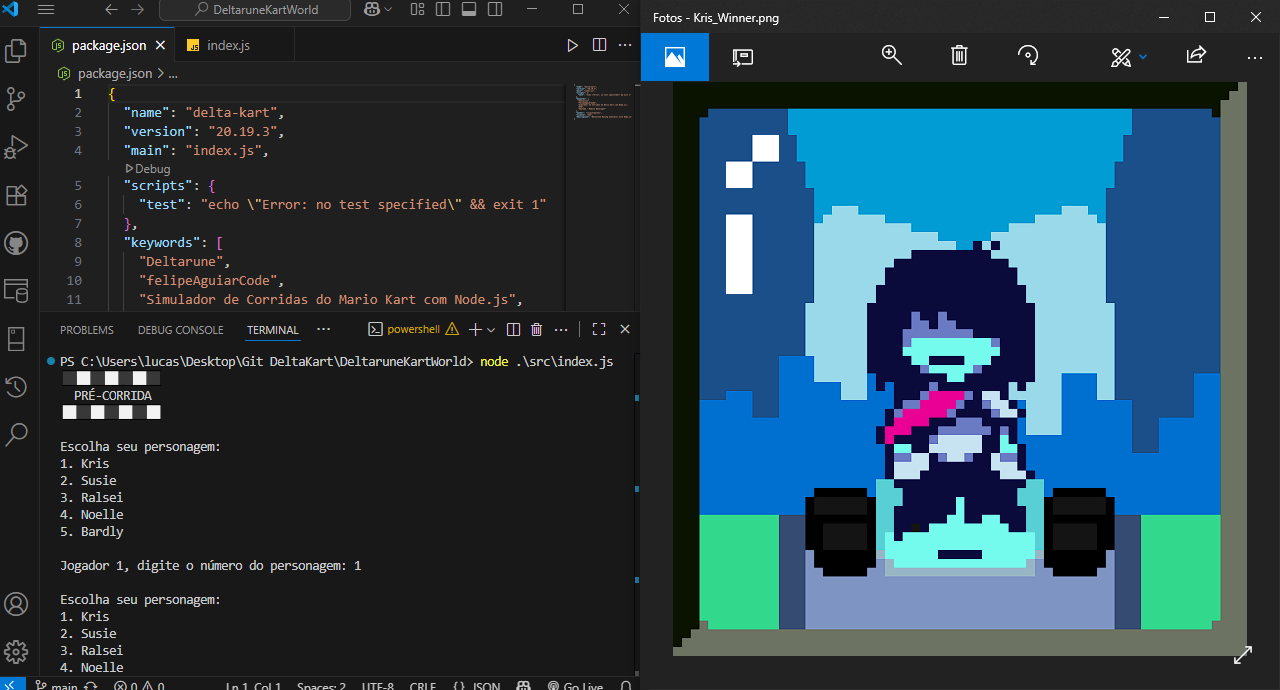 DeltaruneKartWorld
package.json
index.js
package.json > ...
1 {
2 "name": "delta-kart",
3 "version": "20.19.3",
4 "main": "index.js",
Debug
5 "scripts": {
6 "test": "echo \"Error: no test specified\" && exit 1"
7 },
8 "keywords": [
9 "Deltarune",
10 "felipeAguiarCode",
11 "Simulador de Corridas do Mario Kart com Node.js",
PROBLEMS DEBUG CONSOLE TERMINAL ... powershell
PS C:\Users\lucas\Desktop\Git DeltaKart\DeltaruneKartWorld> node .\src\index.js
PRÉ-CORRIDA
Escolha seu personagem:
1. Kris
2. Susie
3. Ralsei
4. Noelle
5. Bardly
Jogador 1, digite o número do personagem: 1
Escolha seu personagem:
1. Kris
2. Susie
3. Ralsei
4. Noelle
main 0 0 Ln 1, Col 1 Spaces: 2 UTF-8 CRLF {} JSON Go Live
Fotos - Kris_Winner.png